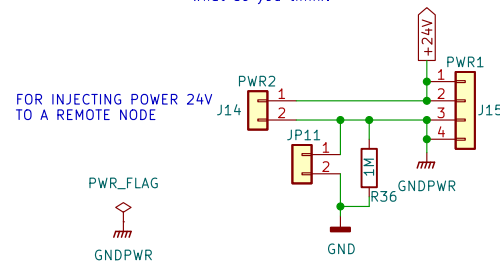 +24V
PWR1
PWR2
1
1
2
2
FOR INJECTING POWER 24V
TO A REMOTE NODE
J14
2
3
J15
JP11
1
4
2
1M
PWR_FLAG
GNDPWR
R36
GNDPWR
GND